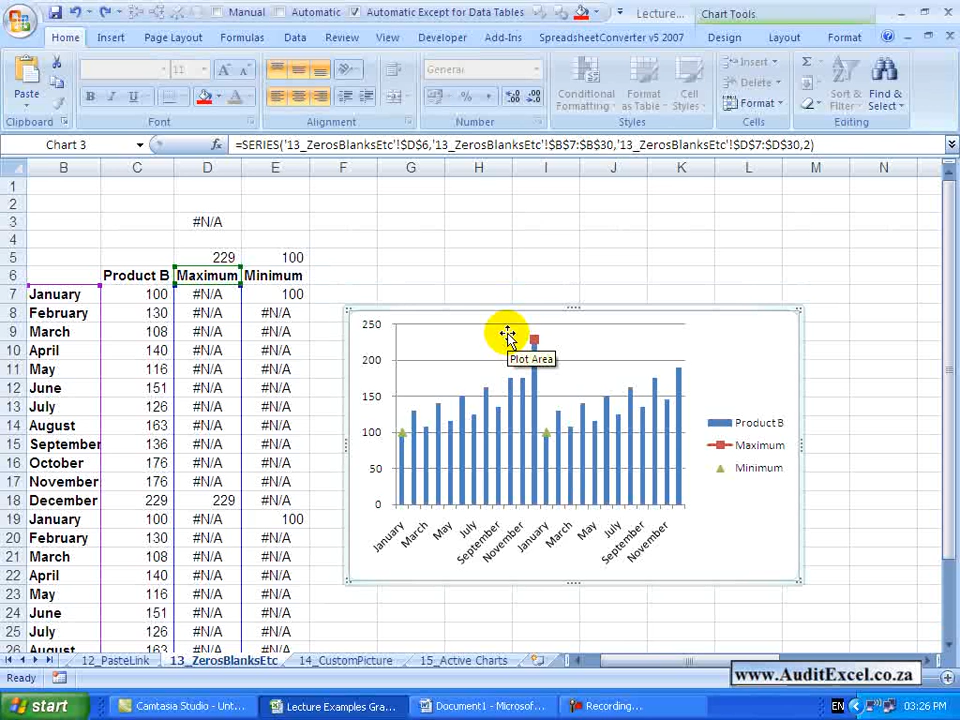 Manual Automatic Automatic Except for Data Tables Lecture... Chart Tools
Home Insert Page Layout Formulas Data Review View Developer Add-Ins SpreadsheetConverter v5 2007 Design Layout Format
Paste 11 General Conditional Formatting Format as Table Cell Styles Insert Delete Format Sort & Filter Find & Select
Clipboard Font Alignment Number Styles Cells Editing
Chart 3 fx =SERIES('13_ZerosBlanksEtc'!$D$6,'13_ZerosBlanksEtc'!$B$7:$B$30,'13_ZerosBlanksEtc'!$D$7:$D$30,2)
B C D E F G H I J K L M N
1
2
3 #N/A
4
5 229 100
6 Product B Maximum Minimum
7 January 100 #N/A 100
8 February 130 #N/A #N/A
9 March 108 #N/A #N/A
10 April 140 #N/A #N/A
11 May 116 #N/A #N/A
12 June 151 #N/A #N/A
13 July 126 #N/A #N/A
14 August 163 #N/A #N/A
15 September 136 #N/A #N/A
16 October 176 #N/A #N/A
17 November 176 #N/A #N/A
18 December 229 229 #N/A
19 January 100 #N/A 100
20 February 130 #N/A #N/A
21 March 108 #N/A #N/A
22 April 140 #N/A #N/A
23 May 116 #N/A #N/A
24 June 151 #N/A #N/A
25 July 126 #N/A #N/A
August 163 #N/A #N/A
250
200
150
100
50
0
Plot Area
Product B
Maximum
Minimum
January March May July September November January March May July September November
12_PasteLink 13_ZerosBlanksEtc 14_CustomPicture 15_Active Charts
Ready
www.AuditExcel.co.za
start Camtasia Studio - Unt... Lecture Examples Gra... Document1 - Microsof... Recording... EN 03:26 PM